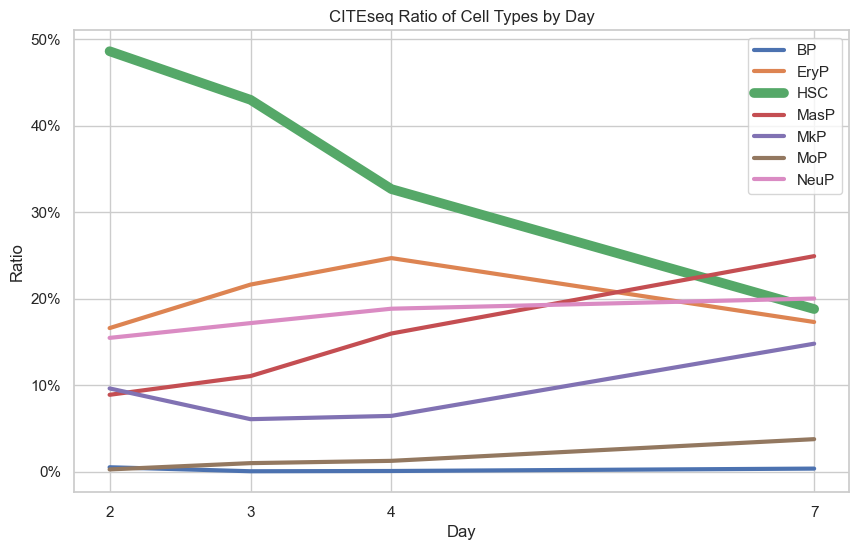 CITEseq Ratio of Cell Types by Day
50%
40%
30%
20%
10%
0%
Ratio
2
3
4
7
Day
BP
EryP
HSC
MasP
MkP
MoP
NeuP